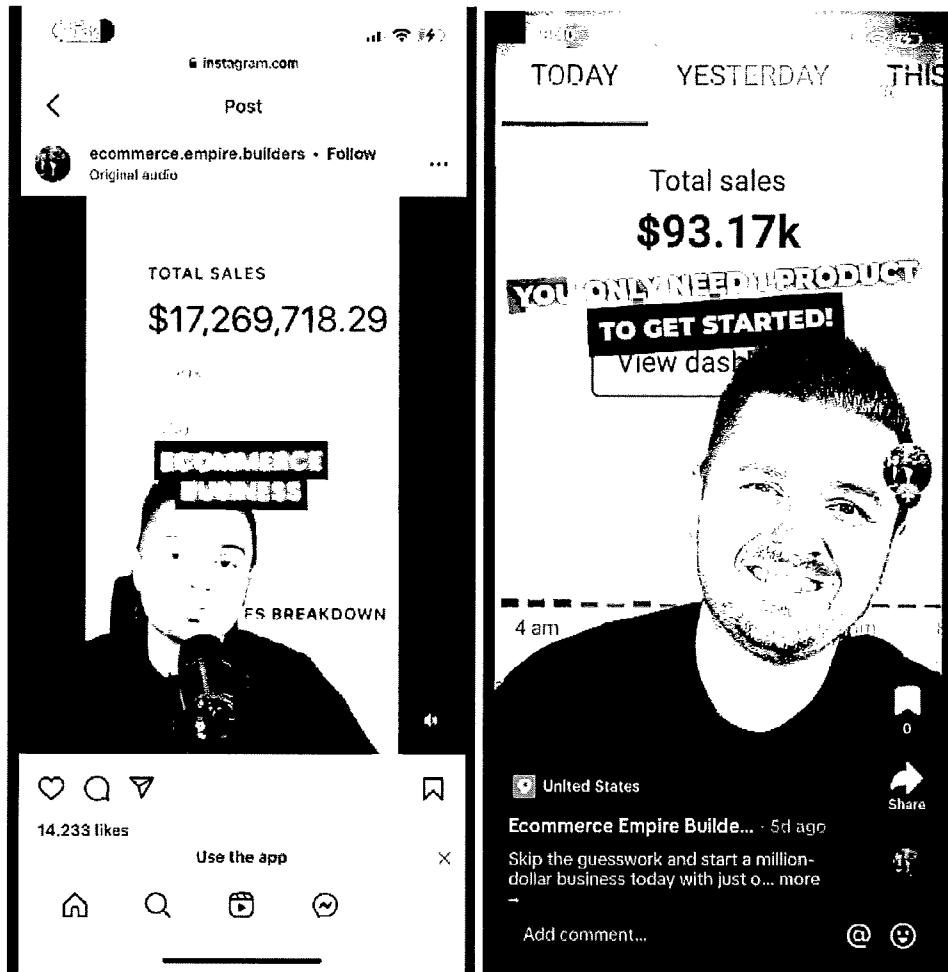 instagram.com
Post
ecommerce.empire.builders • Follow
Original audio
TOTAL SALES
$17,269,718.29
ECOMMERCE
BUSINESS
ES BREAKDOWN
14,233 likes
Use the app
TODAY YESTERDAY THIS
Total sales
$93.17k
YOU ONLY NEED 1 PRODUCT
TO GET STARTED!
View dash
4 am
0
Share
United States
Ecommerce Empire Builde... · 5d ago
Skip the guesswork and start a million-
dollar business today with just o... more
Add comment...